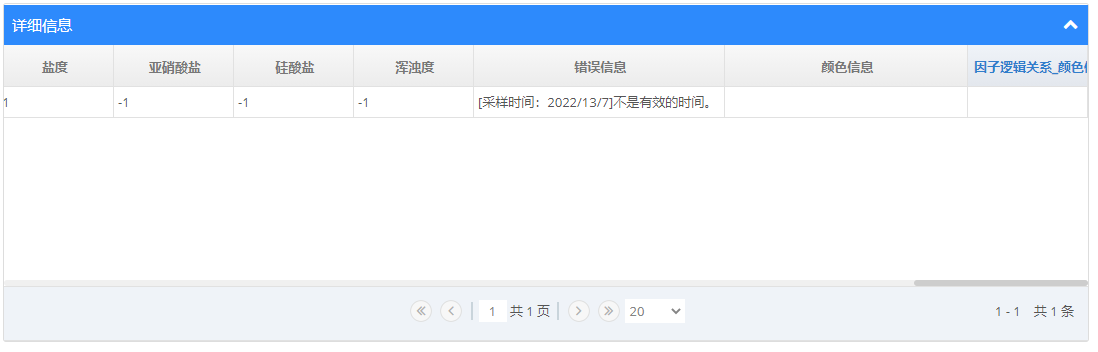 详细信息
盐度 亚硝酸盐 硅酸盐 浑浊度 错误信息 颜色信息 因子逻辑关系_颜色
1 -1 -1 -1 [采样时间：2022/13/7]不是有效的时间。
1 共 1 页 20 1 - 1 共 1 条